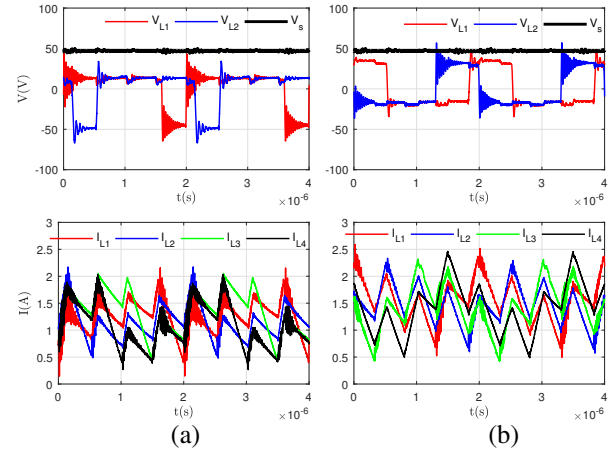 V_L1 V_L2 V_s
100
50
0
-50
-100
V(V)
0 1 2 3 4
t(s) ×10^-6
V_L1 V_L2 V_s
100
50
0
-50
-100
0 1 2 3 4
t(s) ×10^-6
I_L1 I_L2 I_L3 I_L4
3
2.5
2
1.5
1
0.5
0
I(A)
0 1 2 3 4
t(s) ×10^-6
(a)
I_L1 I_L2 I_L3 I_L4
3
2.5
2
1.5
1
0.5
0
0 1 2 3 4
t(s) ×10^-6
(b)